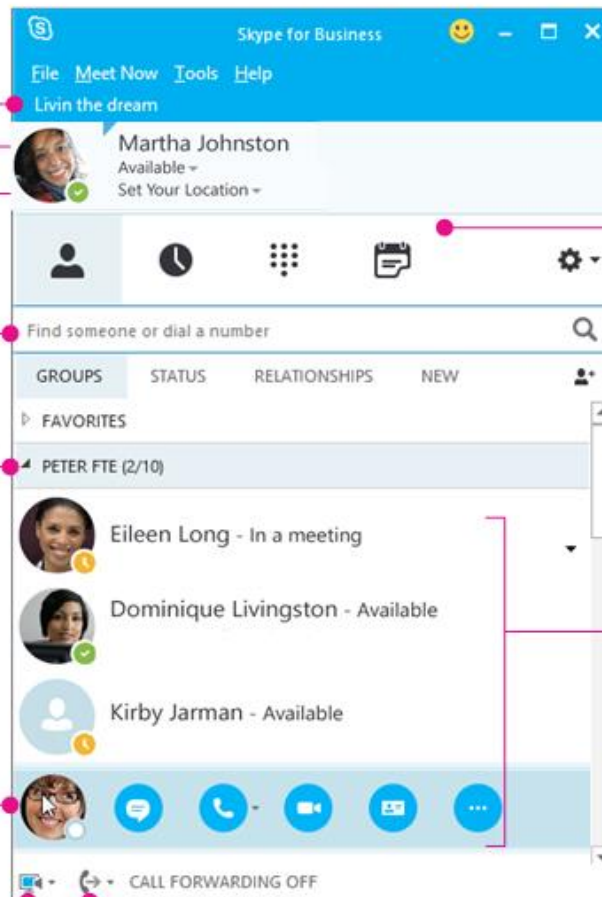 Skype for Business
File Meet Now Tools Help
Livin the dream
Martha Johnston
Available
Set Your Location
Find someone or dial a number
GROUPS STATUS RELATIONSHIPS NEW
FAVORITES
PETER FTE (2/10)
Eileen Long - In a meeting
Dominique Livingston - Available
Kirby Jarman - Available
CALL FORWARDING OFF